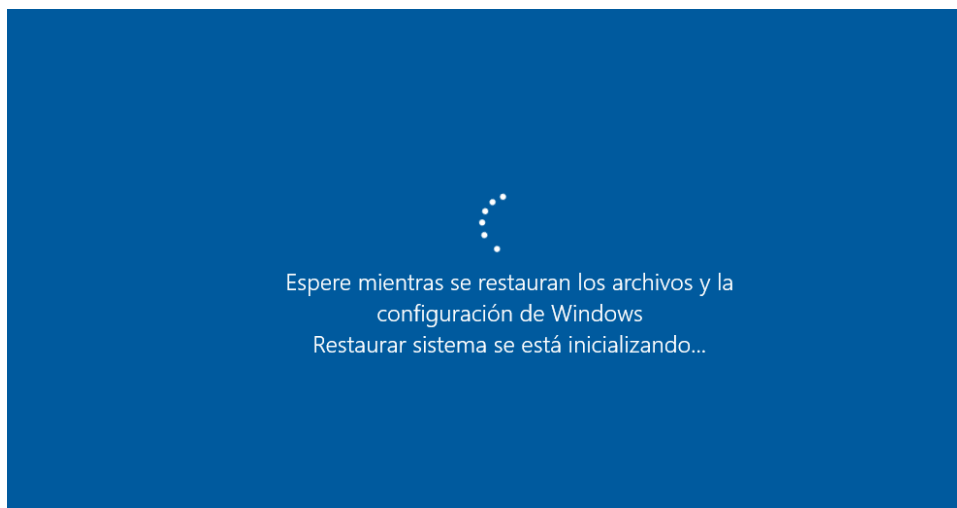 Espere mientras se restauran los archivos y la
configuración de Windows
Restaurar sistema se está inicializando...